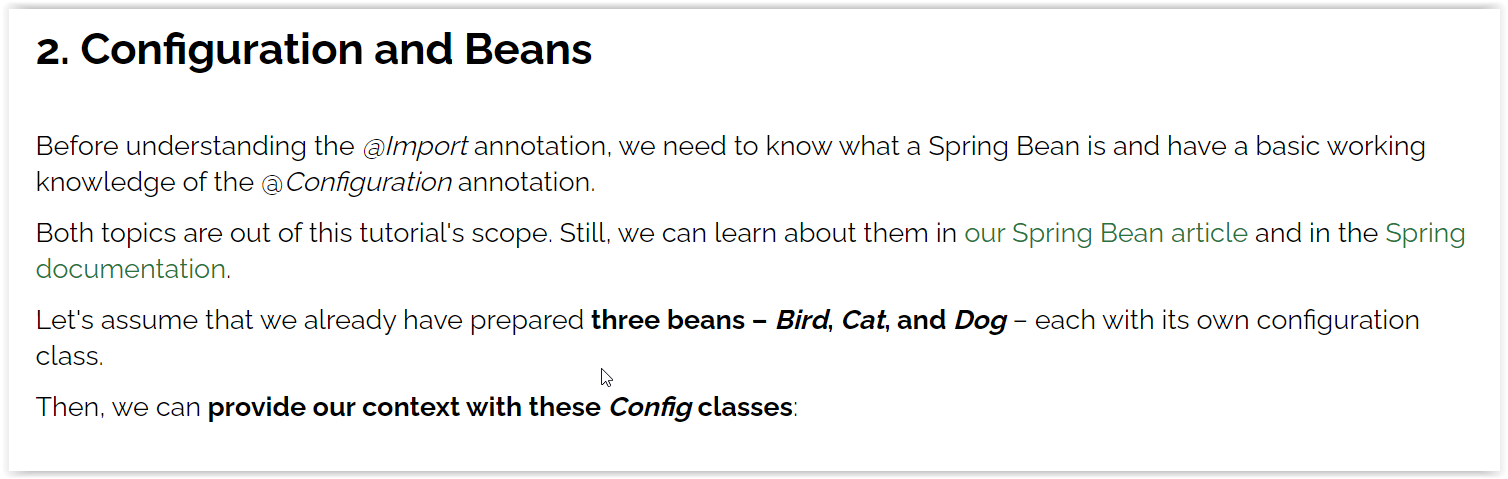 2. Configuration and Beans
Before understanding the @Import annotation, we need to know what a Spring Bean is and have a basic working
knowledge of the @Configuration annotation.
Both topics are out of this tutorial's scope. Still, we can learn about them in our Spring Bean article and in the Spring
documentation.
Let's assume that we already have prepared three beans – Bird, Cat, and Dog – each with its own configuration
class.
Then, we can provide our context with these Config classes: